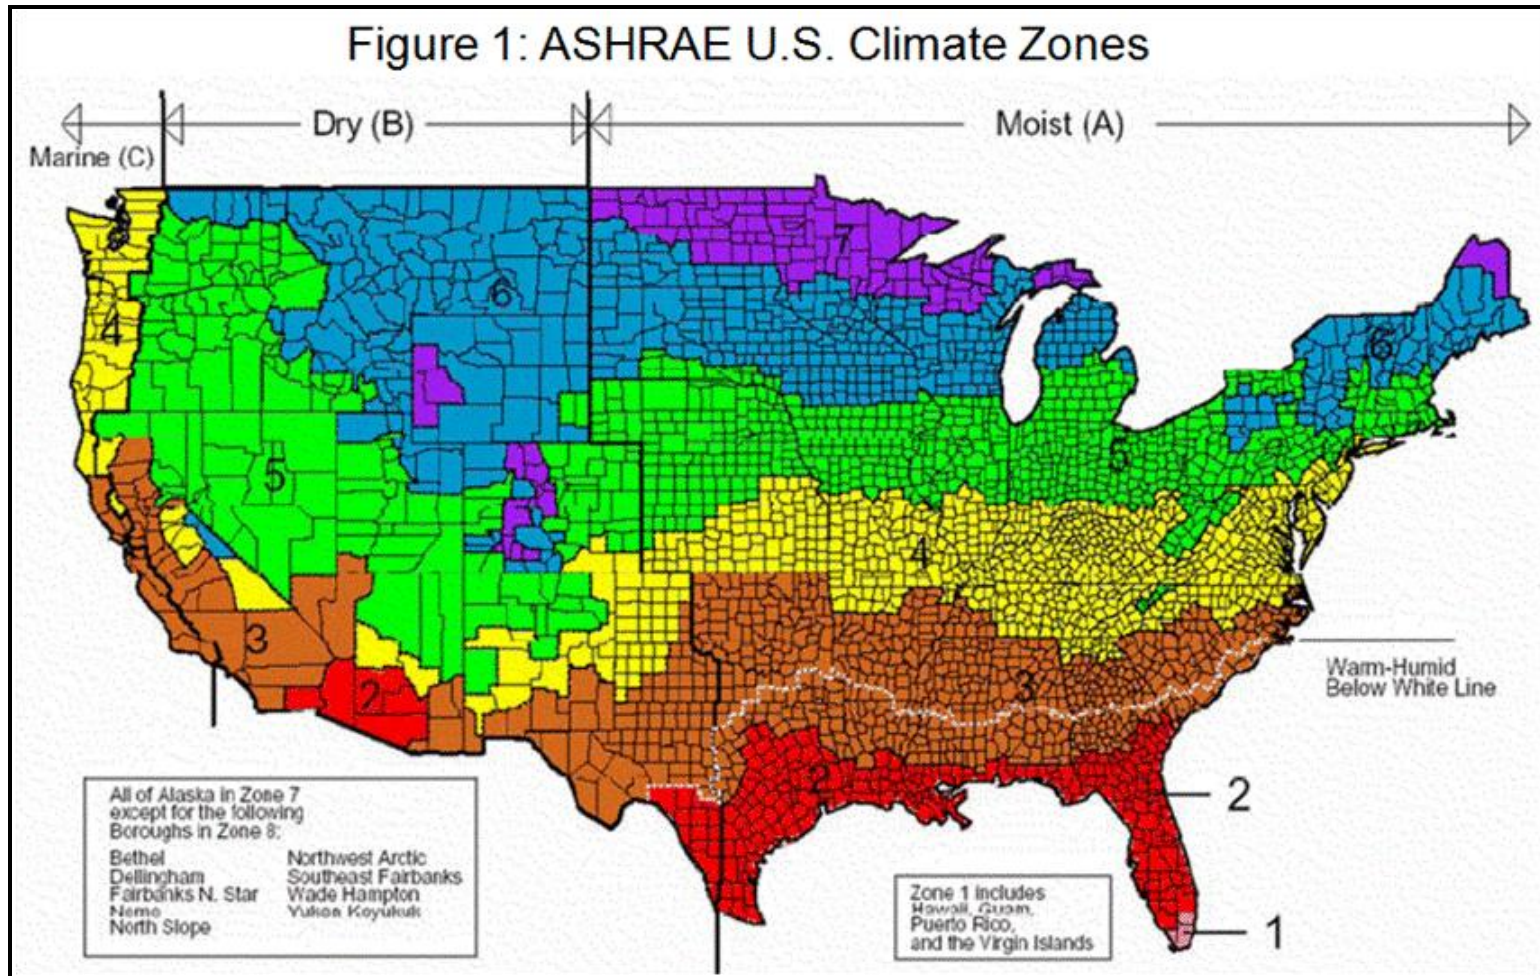 Figure 1: ASHRAE U.S. Climate Zones
Marine (C)
Dry (B)
Moist (A)
7
6
4
6
5
5
4
3
3
2
2
Warm-Humid
Below White Line
2
1
All of Alaska in Zone 7
except for the following
Boroughs in Zone 8:
Bethel Northwest Arctic
Dellingham Southeast Fairbanks
Fairbanks N. Star Wade Hampton
Nome Yukon Koyukuk
North Slope
Zone 1 includes
Hawaii, Guam,
Puerto Rico,
and the Virgin Islands